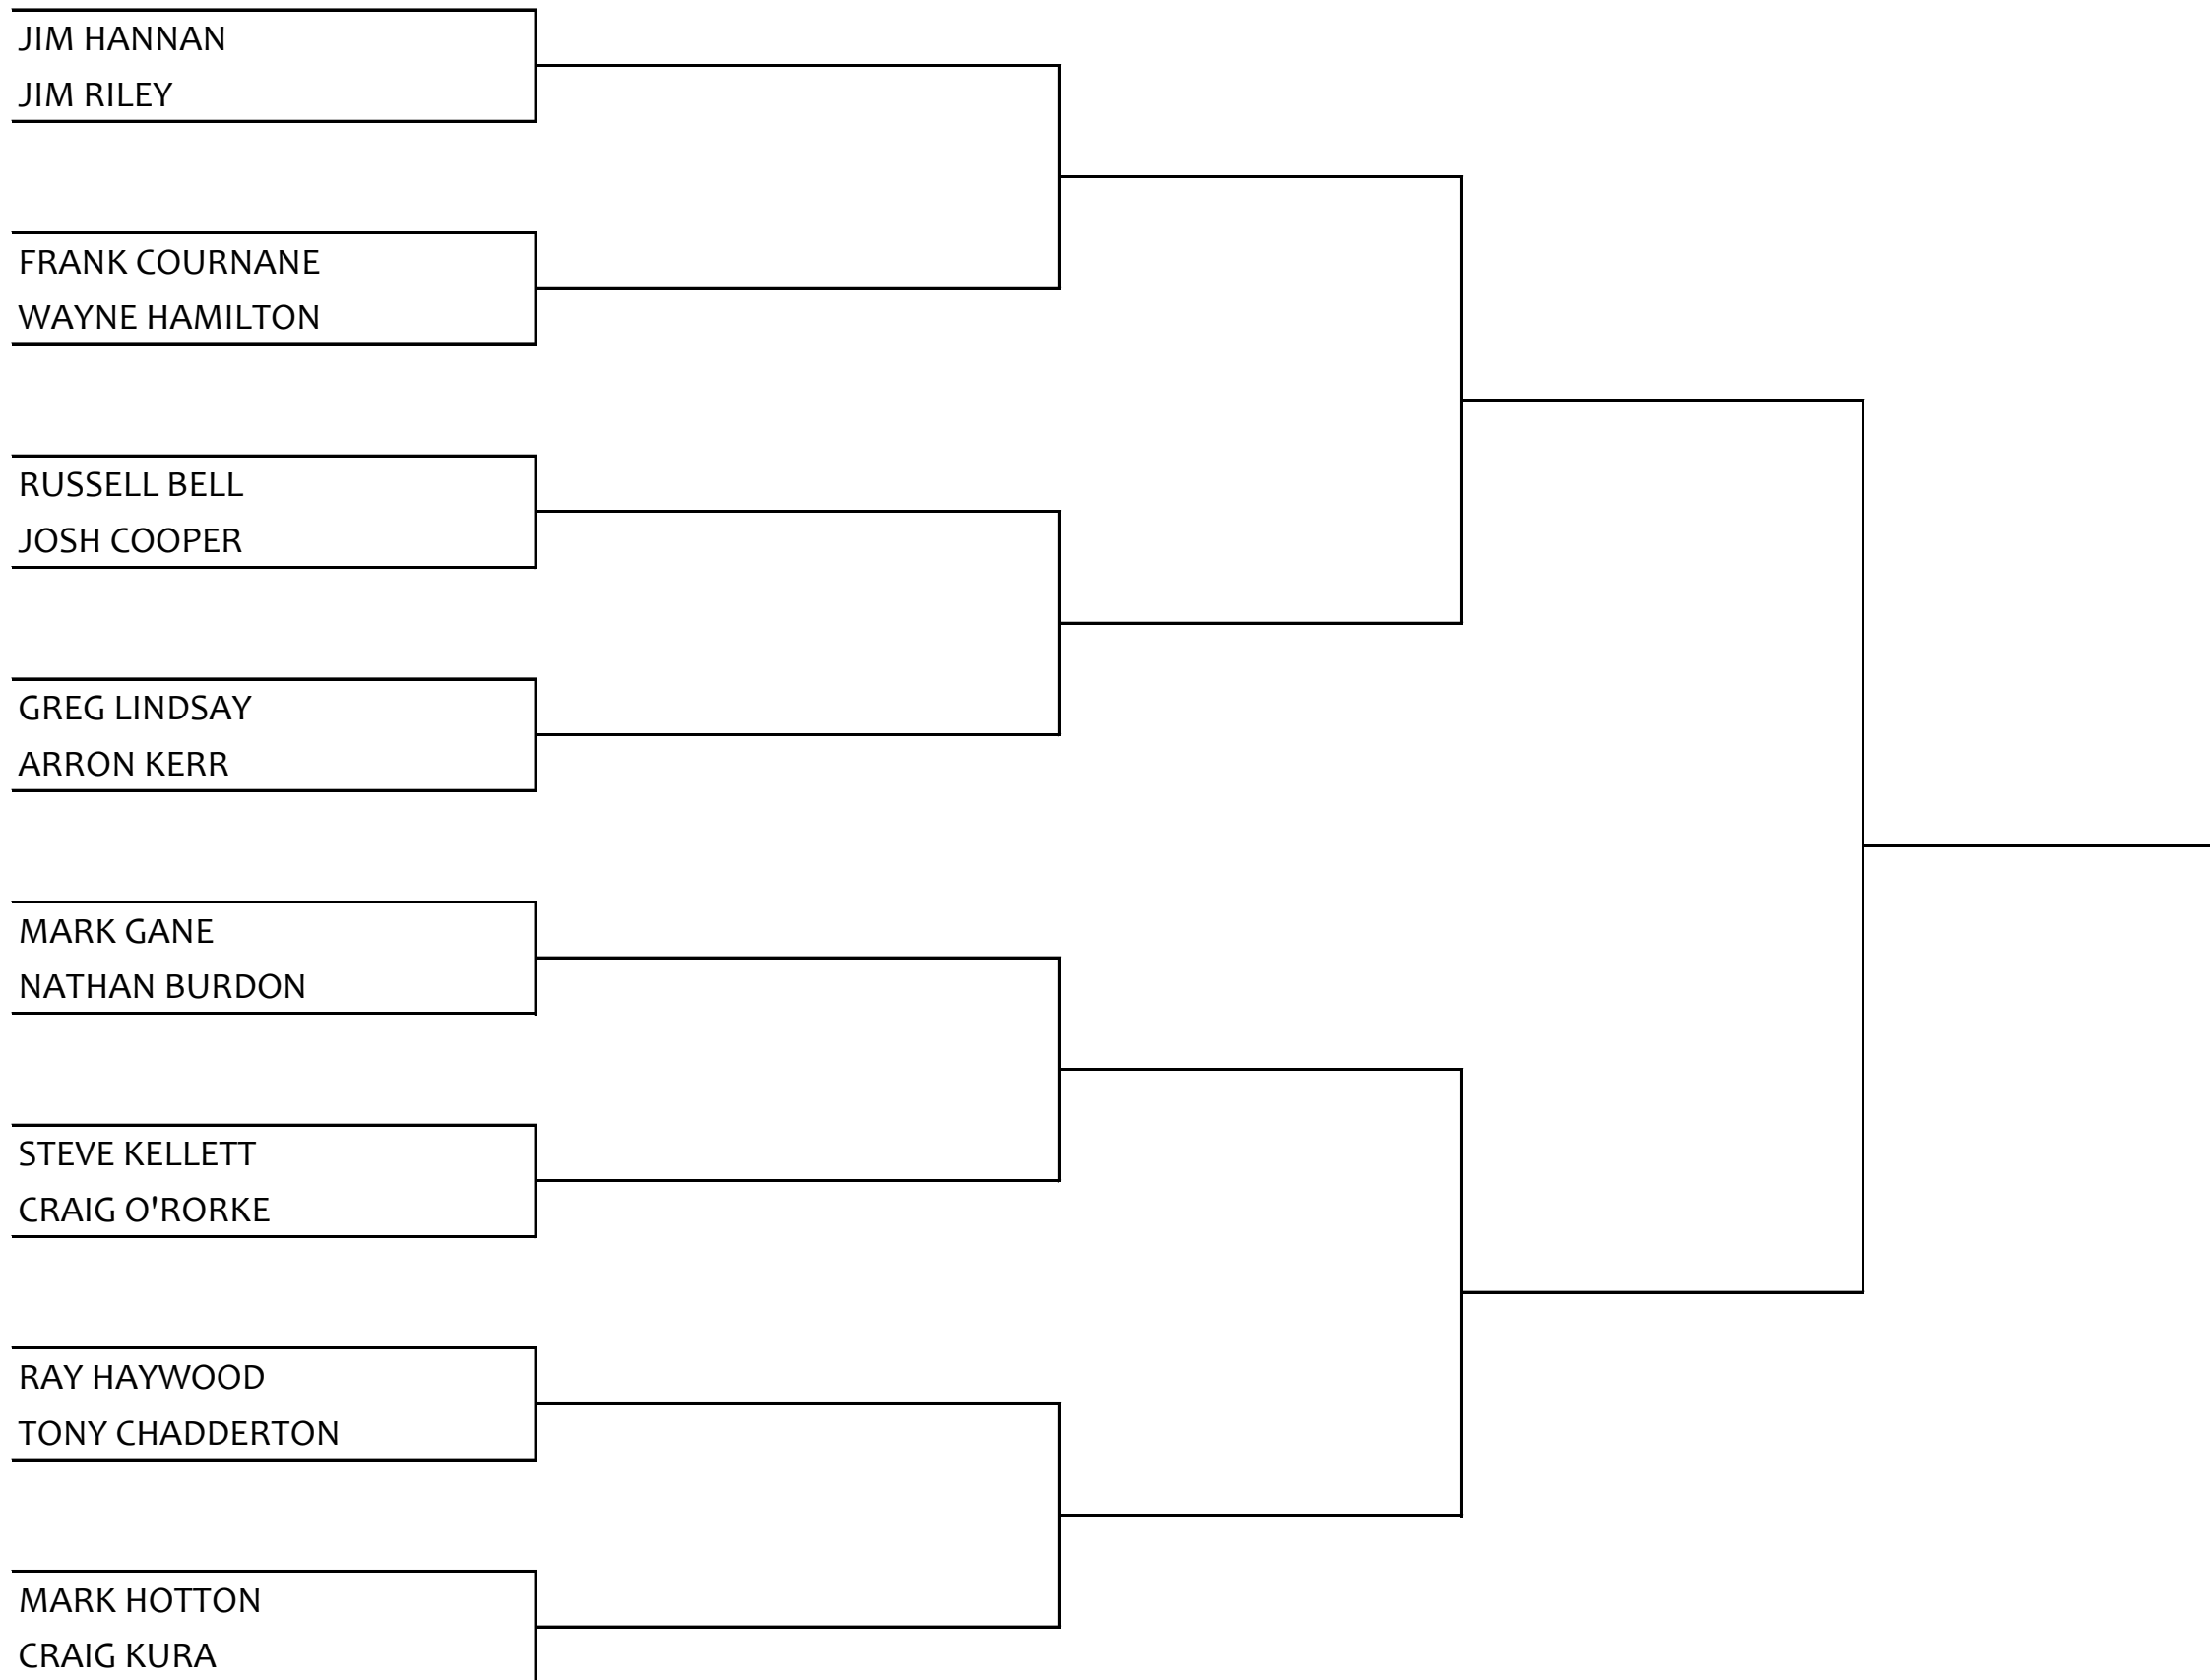 JIM HANNAN
JIM RILEY
FRANK COURNANE
WAYNE HAMILTON
RUSSELL BELL
JOSH COOPER
GREG LINDSAY
ARRON KERR
MARK GANE
NATHAN BURDON
STEVE KELLETT
CRAIG O'RORKE
RAY HAYWOOD
TONY CHADDERTON
MARK HOTTON
CRAIG KURA